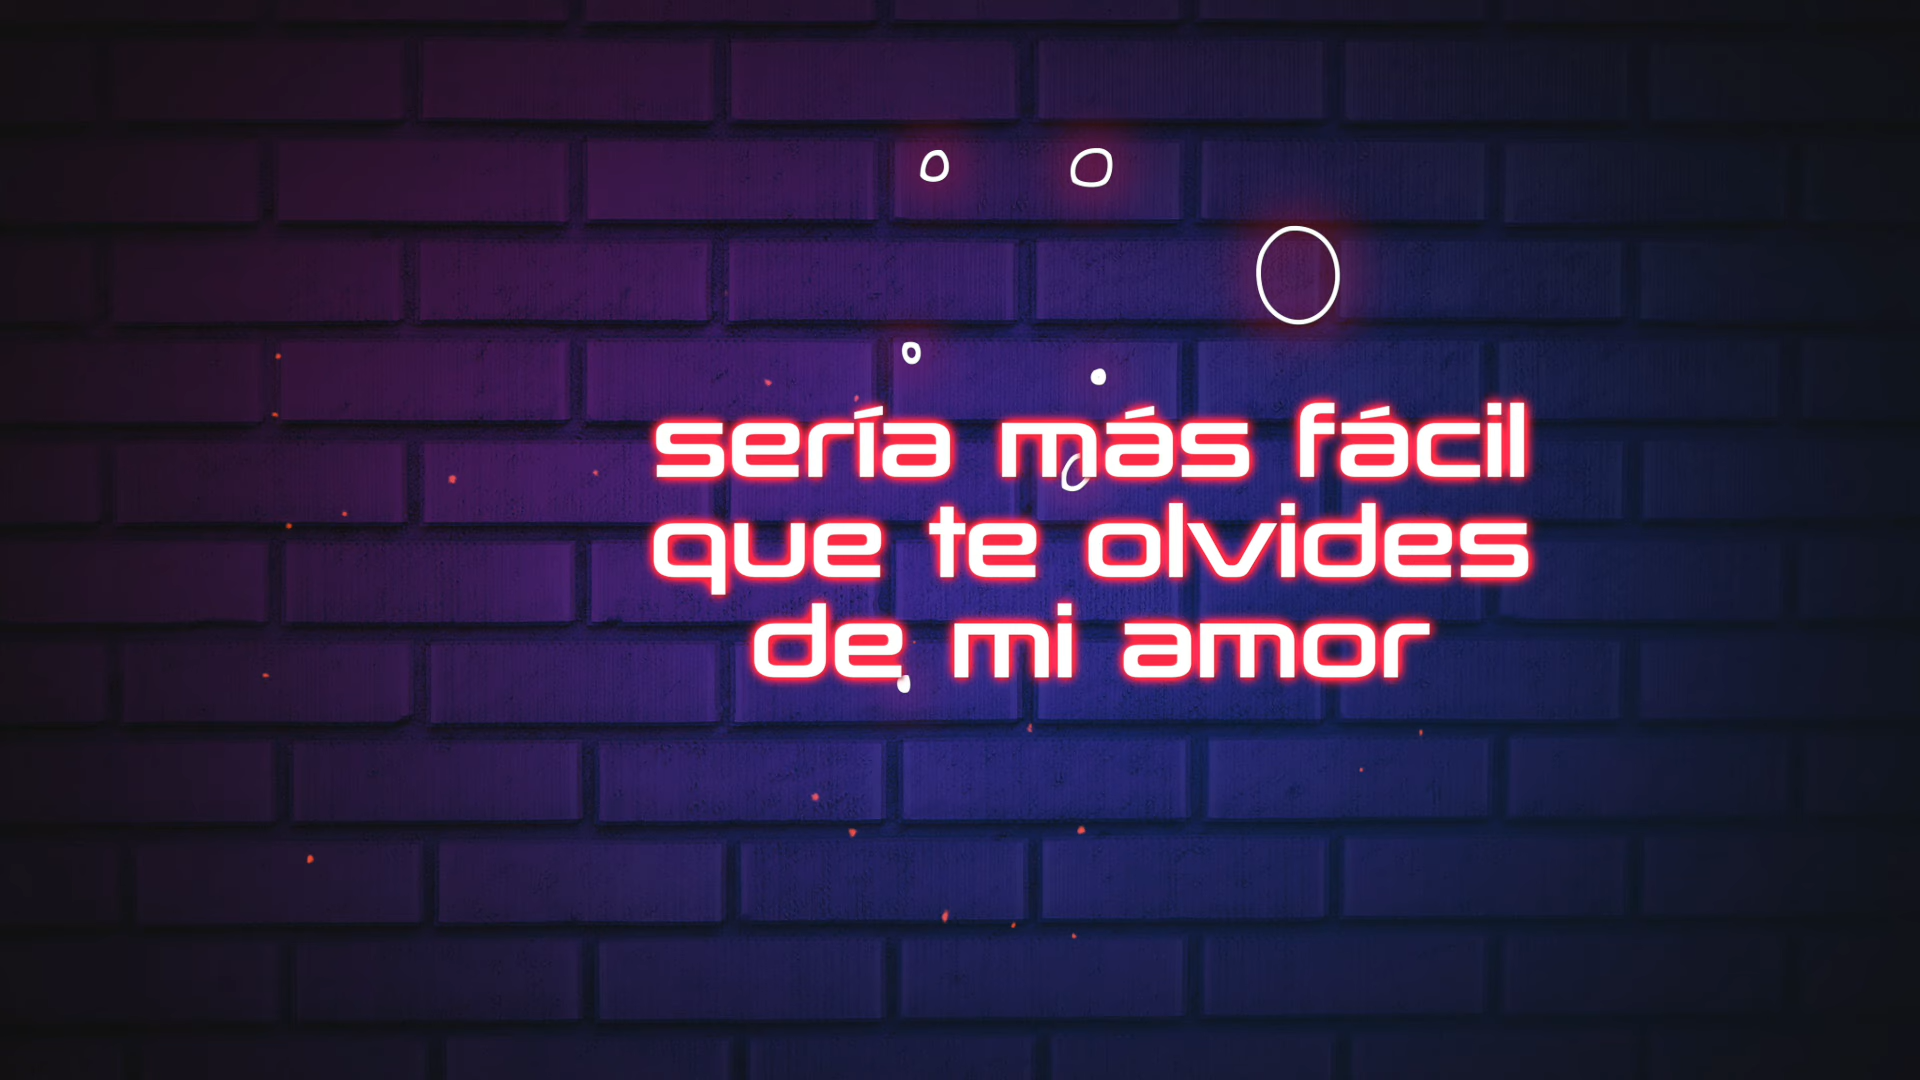 sería más fácil
que te olvides
de mi amor